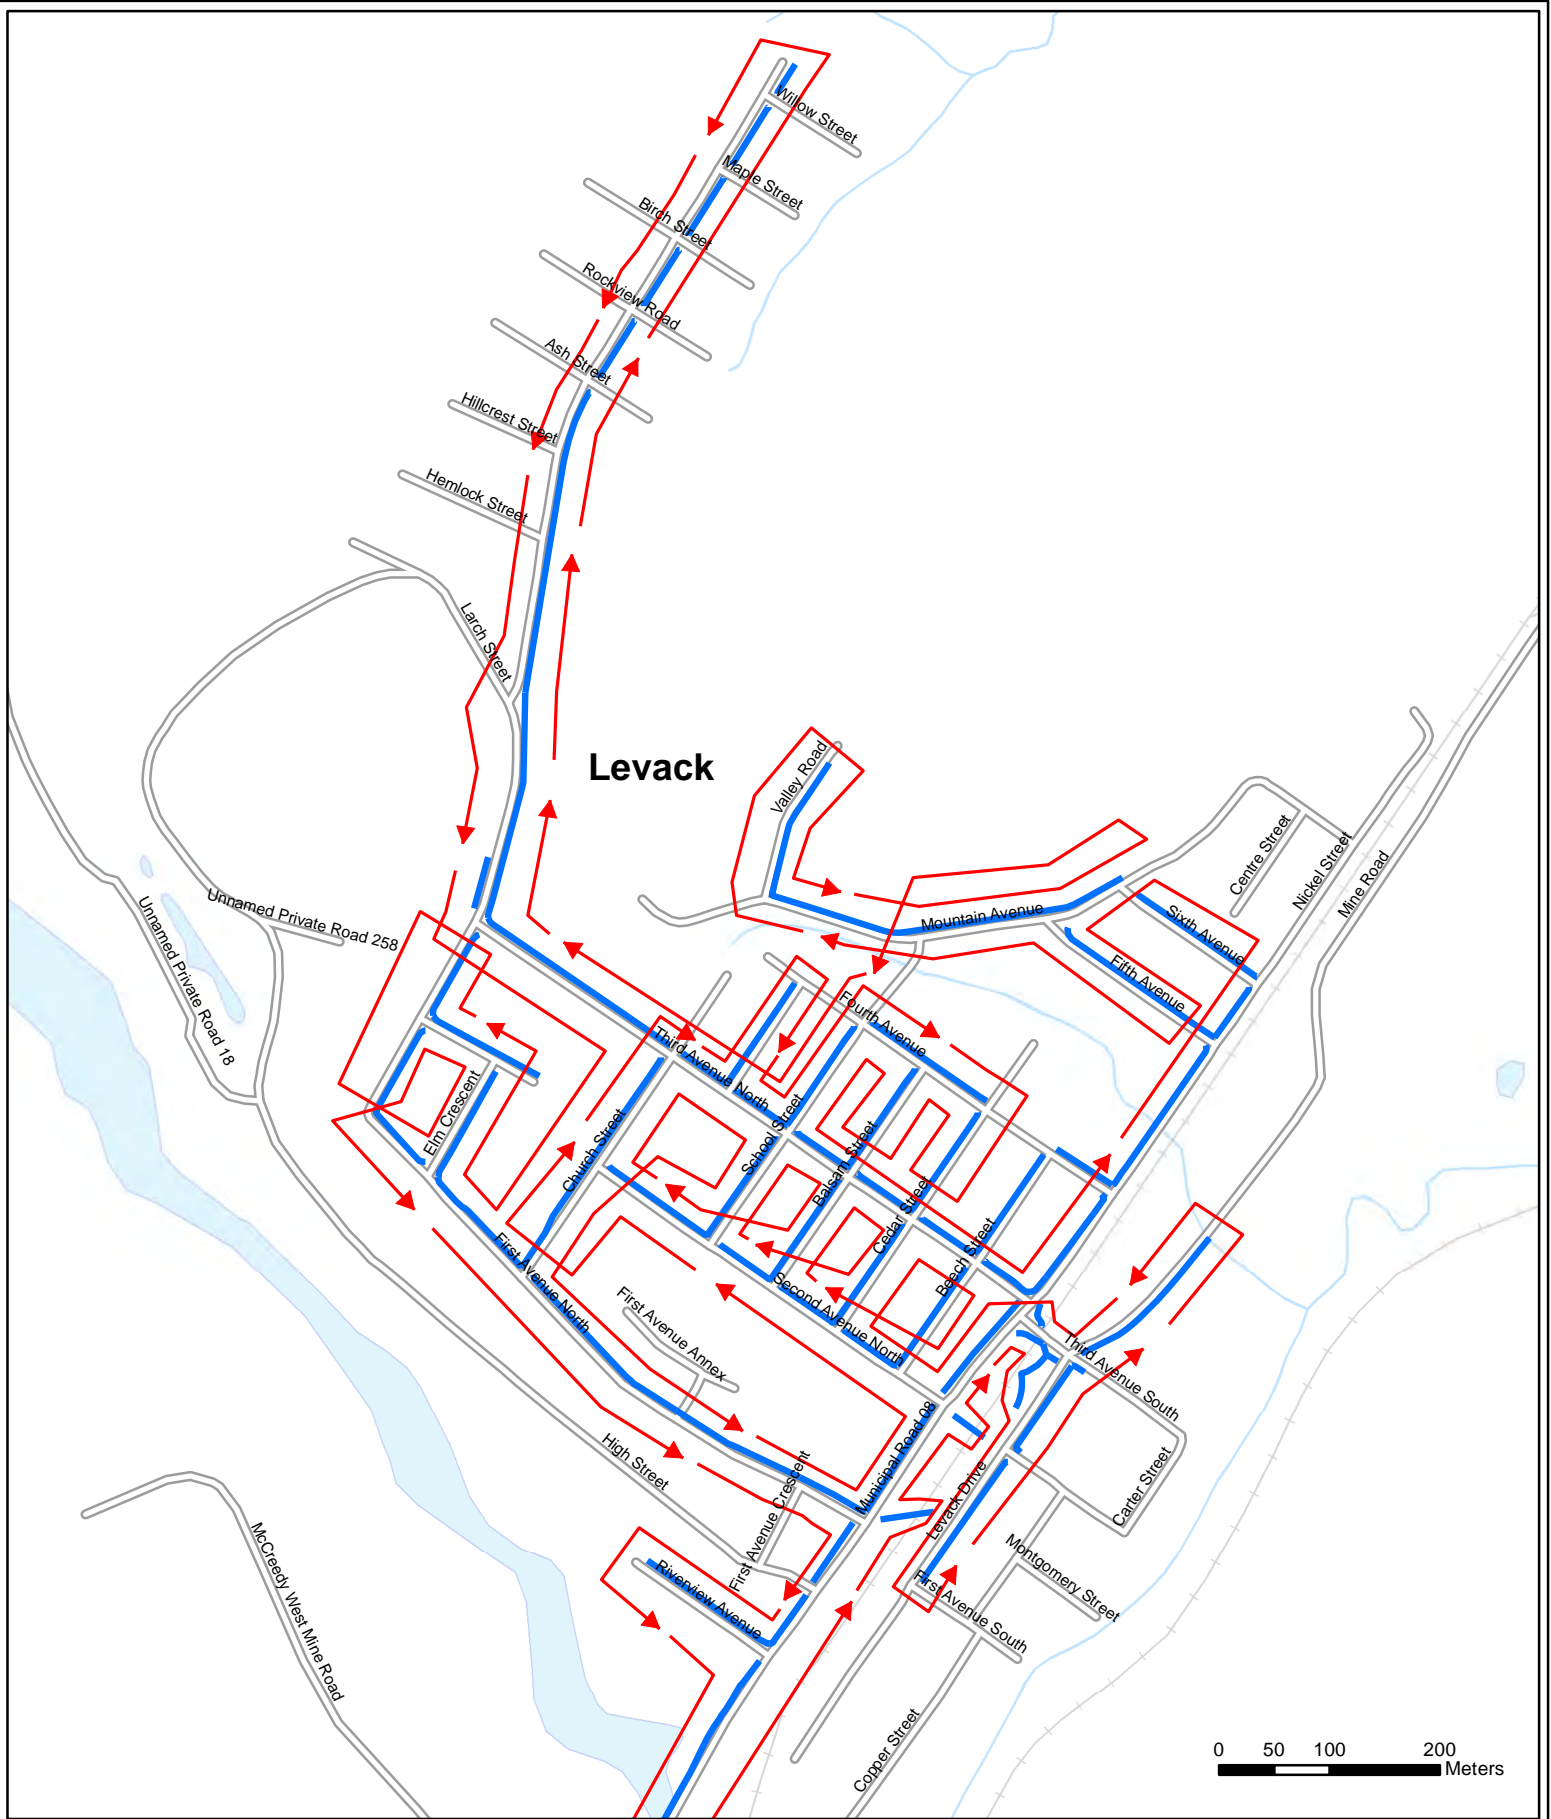 Willow Street
Maple Street
Birch Street
Rockview Road
Ash Street
Hillcrest Street
Hemlock Street
Larch Street
Levack
Valley Road
Centre Street
Nickel Street
Mine Road
Unnamed Private Road 258
Unnamed Private Road 18
Mountain Avenue
Sixth Avenue
Fifth Avenue
Fourth Avenue
Third Avenue North
Elm Crescent
Church Street
School Street
Balsam Street
Cedar Street
Beech Street
First Avenue North
First Avenue Annex
Second Avenue North
Third Avenue South
Municipal Road 08
High Street
First Avenue Crescent
Levack Drive
Carter Street
Montgomery Street
First Avenue South
Riverview Avenue
McCreedy West Mine Road
Copper Street
0 50 100 200
Meters